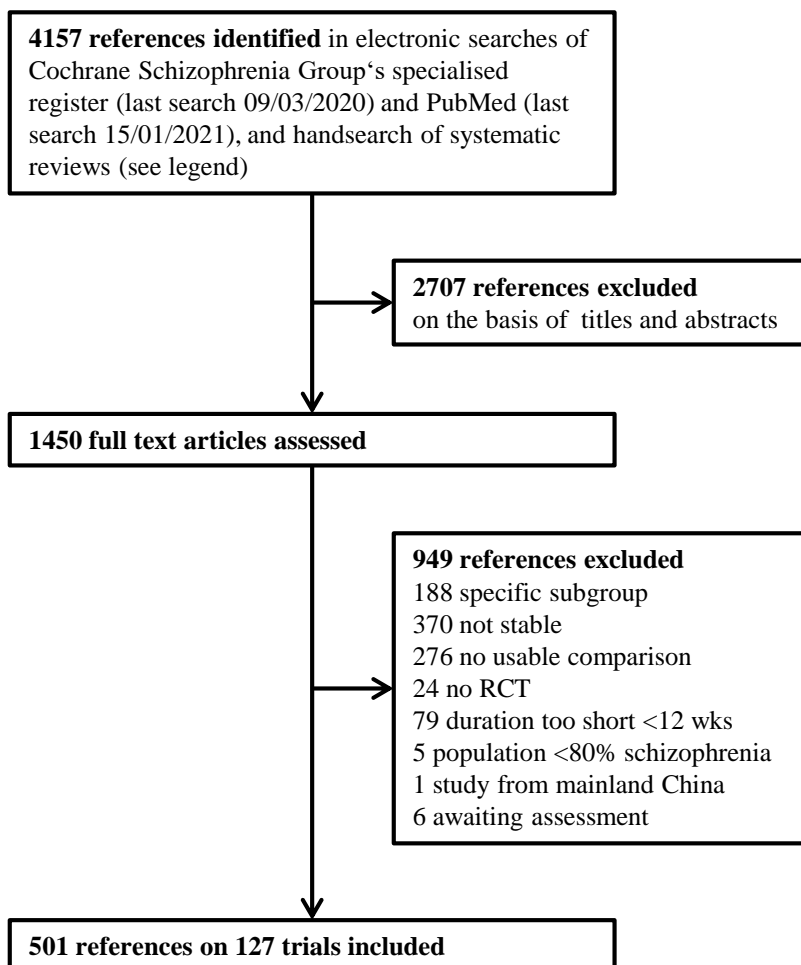 4157 references identified in electronic searches of
Cochrane Schizophrenia Group‘s specialised
register (last search 09/03/2020) and PubMed (last
search 15/01/2021), and handsearch of systematic
reviews (see legend)
2707 references excluded
on the basis of titles and abstracts
1450 full text articles assessed
949 references excluded
188 specific subgroup
370 not stable
276 no usable comparison
24 no RCT
79 duration too short <12 wks
5 population <80% schizophrenia
1 study from mainland China
6 awaiting assessment
501 references on 127 trials included